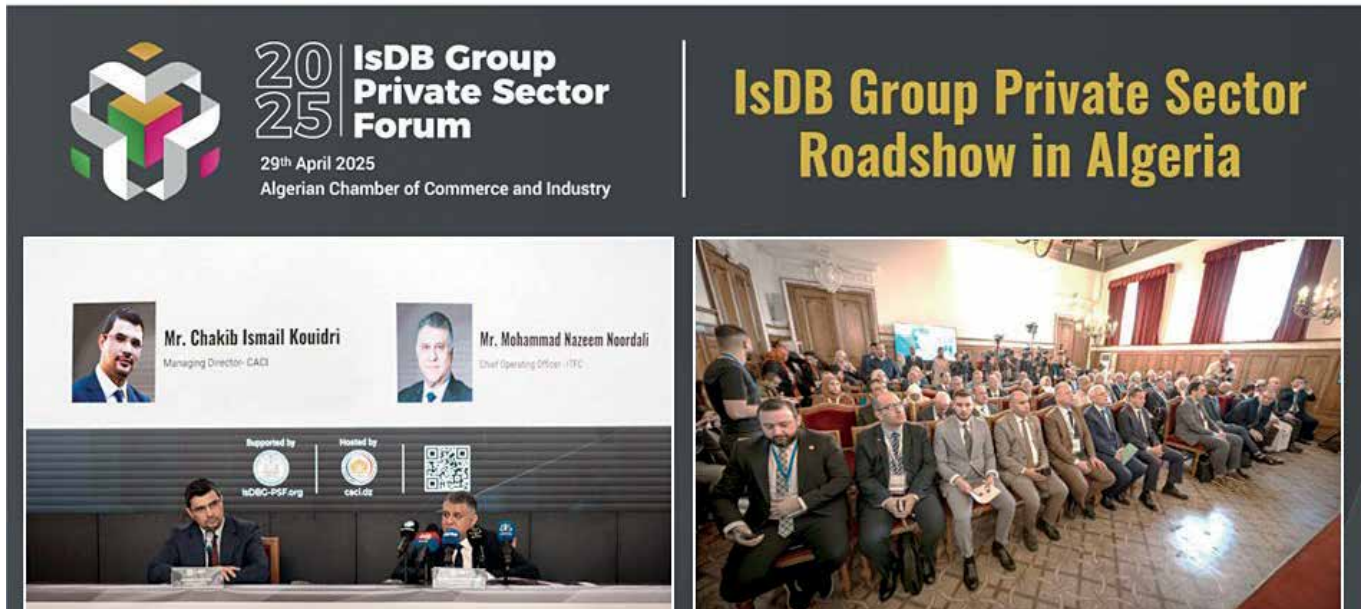 2025
IsDB Group
Private Sector
Forum
29th April 2025
Algerian Chamber of Commerce and Industry
IsDB Group Private Sector
Roadshow in Algeria
Mr. Chakib Ismail Kouidri
Managing Director- CACI
Mr. Mohammad Nazeem Noordali
Chief Operating Officer - ITFC
Supported by
IsDBG-PSF.org
Hosted by
caci.dz